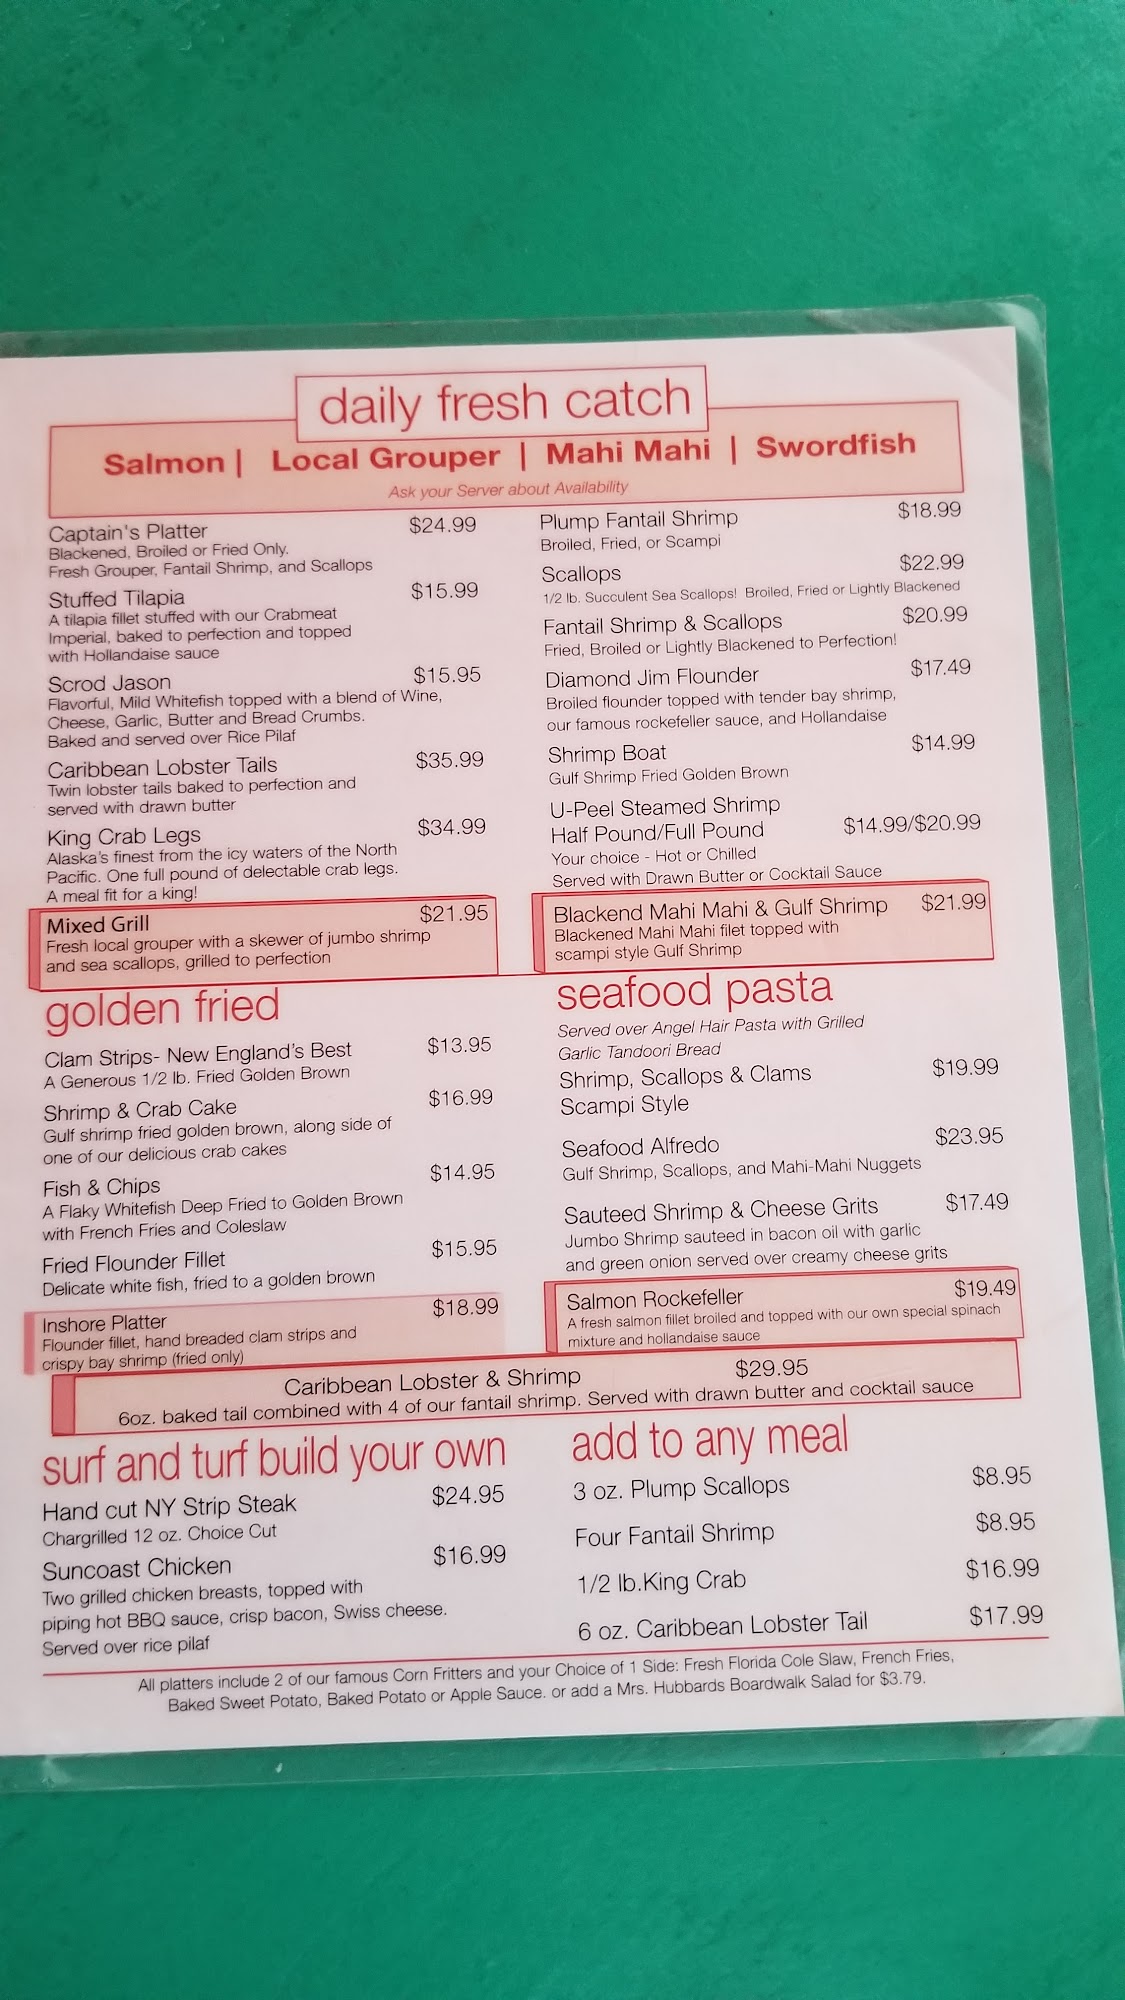 daily fresh catch
Salmon | Local Grouper | Mahi Mahi | Swordfish
Ask your Server about Availability
Captain's Platter $24.99
Blackened, Broiled or Fried Only.
Fresh Grouper, Fantail Shrimp, and Scallops
Stuffed Tilapia $15.99
A tilapia fillet stuffed with our Crabmeat
Imperial, baked to perfection and topped
with Hollandaise sauce
Scrod Jason $15.95
Flavorful, Mild Whitefish topped with a blend of Wine,
Cheese, Garlic, Butter and Bread Crumbs.
Baked and served over Rice Pilaf
Caribbean Lobster Tails $35.99
Twin lobster tails baked to perfection and
served with drawn butter
King Crab Legs $34.99
Alaska's finest from the icy waters of the North
Pacific. One full pound of delectable crab legs.
A meal fit for a king!
Mixed Grill $21.95
Fresh local grouper with a skewer of jumbo shrimp
and sea scallops, grilled to perfection
Plump Fantail Shrimp $18.99
Broiled, Fried, or Scampi
Scallops $22.99
1/2 lb. Succulent Sea Scallops! Broiled, Fried or Lightly Blackened
Fantail Shrimp & Scallops $20.99
Fried, Broiled or Lightly Blackened to Perfection!
Diamond Jim Flounder $17.49
Broiled flounder topped with tender bay shrimp,
our famous rockefeller sauce, and Hollandaise
Shrimp Boat $14.99
Gulf Shrimp Fried Golden Brown
U-Peel Steamed Shrimp
Half Pound/Full Pound $14.99/$20.99
Your choice - Hot or Chilled
Served with Drawn Butter or Cocktail Sauce
Blackend Mahi Mahi & Gulf Shrimp $21.99
Blackened Mahi Mahi filet topped with
scampi style Gulf Shrimp
golden fried
Clam Strips- New England's Best $13.95
A Generous 1/2 lb. Fried Golden Brown
Shrimp & Crab Cake $16.99
Gulf shrimp fried golden brown, along side of
one of our delicious crab cakes
Fish & Chips $14.95
A Flaky Whitefish Deep Fried to Golden Brown
with French Fries and Coleslaw
Fried Flounder Fillet $15.95
Delicate white fish, fried to a golden brown
Inshore Platter $18.99
Flounder fillet, hand breaded clam strips and
crispy bay shrimp (fried only)
seafood pasta
Served over Angel Hair Pasta with Grilled
Garlic Tandoori Bread
Shrimp, Scallops & Clams $19.99
Scampi Style
Seafood Alfredo $23.95
Gulf Shrimp, Scallops, and Mahi-Mahi Nuggets
Sauteed Shrimp & Cheese Grits $17.49
Jumbo Shrimp sauteed in bacon oil with garlic
and green onion served over creamy cheese grits
Salmon Rockefeller $19.49
A fresh salmon fillet broiled and topped with our own special spinach
mixture and hollandaise sauce
Caribbean Lobster & Shrimp $29.95
6oz. baked tail combined with 4 of our fantail shrimp. Served with drawn butter and cocktail sauce
surf and turf build your own
Hand cut NY Strip Steak $24.95
Chargrilled 12 oz. Choice Cut
Suncoast Chicken $16.99
Two grilled chicken breasts, topped with
piping hot BBQ sauce, crisp bacon, Swiss cheese.
Served over rice pilaf
add to any meal
3 oz. Plump Scallops $8.95
Four Fantail Shrimp $8.95
1/2 lb.King Crab $16.99
6 oz. Caribbean Lobster Tail $17.99
All platters include 2 of our famous Corn Fritters and your Choice of 1 Side: Fresh Florida Cole Slaw, French Fries,
Baked Sweet Potato, Baked Potato or Apple Sauce. or add a Mrs. Hubbards Boardwalk Salad for $3.79.